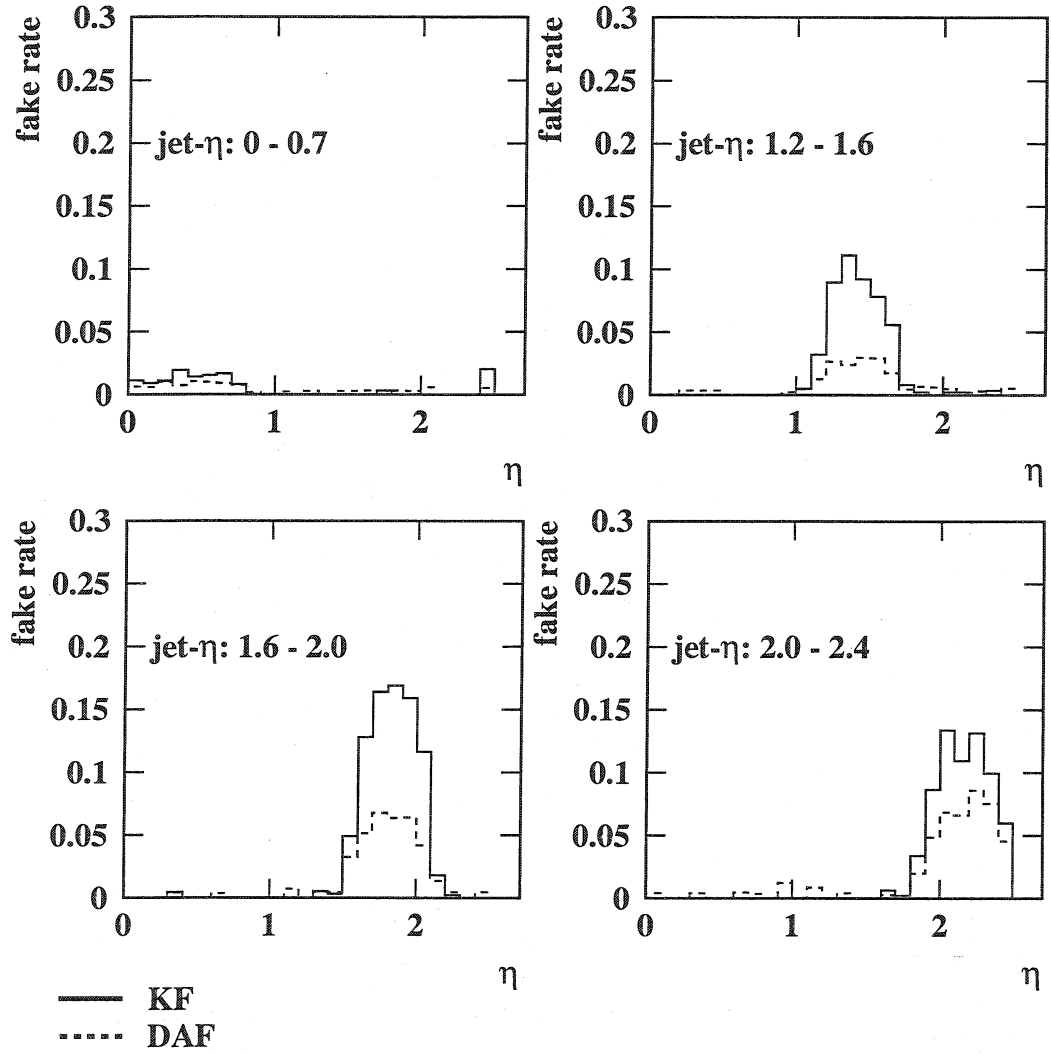 fake rate
0.3
0.25
0.2
0.15
0.1
0.05
0
jet-η: 0 - 0.7
0 1 2
η
fake rate
0.3
0.25
0.2
0.15
0.1
0.05
0
jet-η: 1.2 - 1.6
0 1 2
η
fake rate
0.3
0.25
0.2
0.15
0.1
0.05
0
jet-η: 1.6 - 2.0
0 1 2
η
fake rate
0.3
0.25
0.2
0.15
0.1
0.05
0
jet-η: 2.0 - 2.4
0 1 2
η
KF
DAF